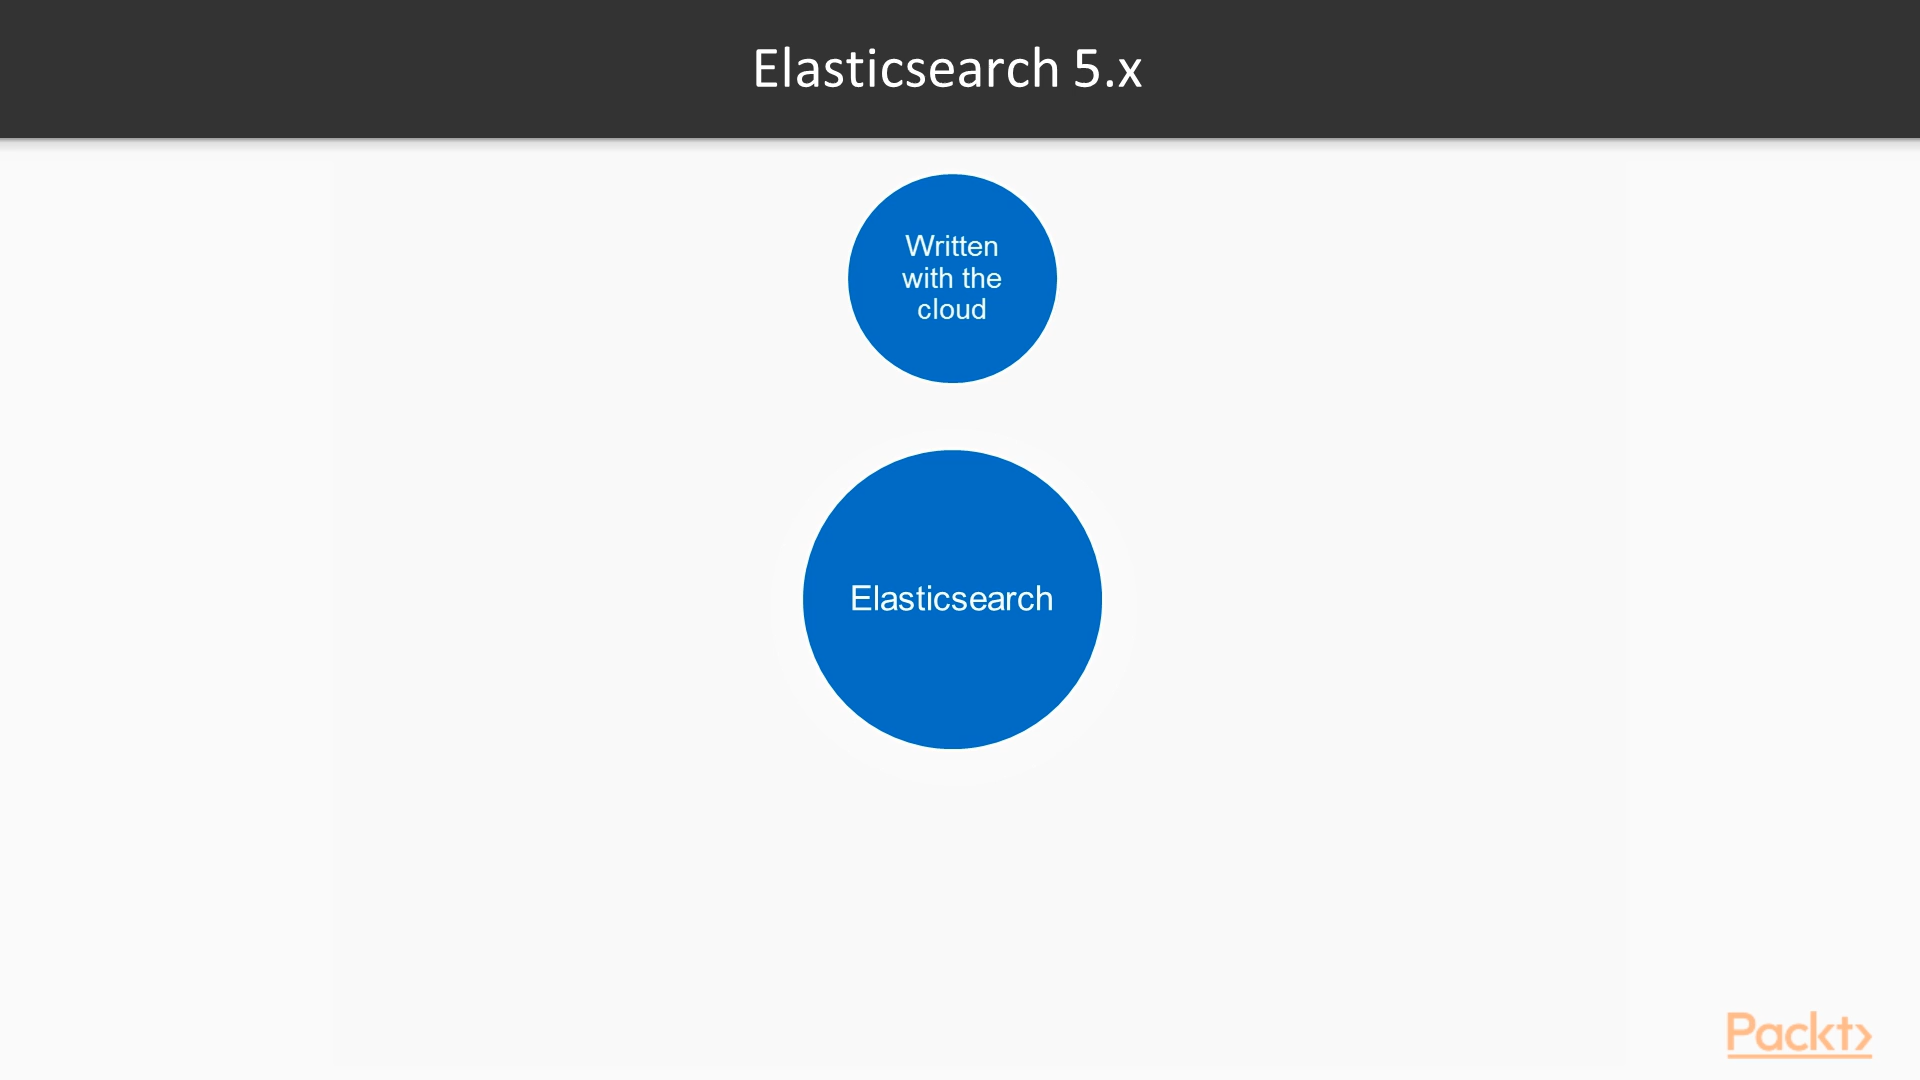 Elasticsearch 5.x
Written
with the
cloud
Elasticsearch
Packt>